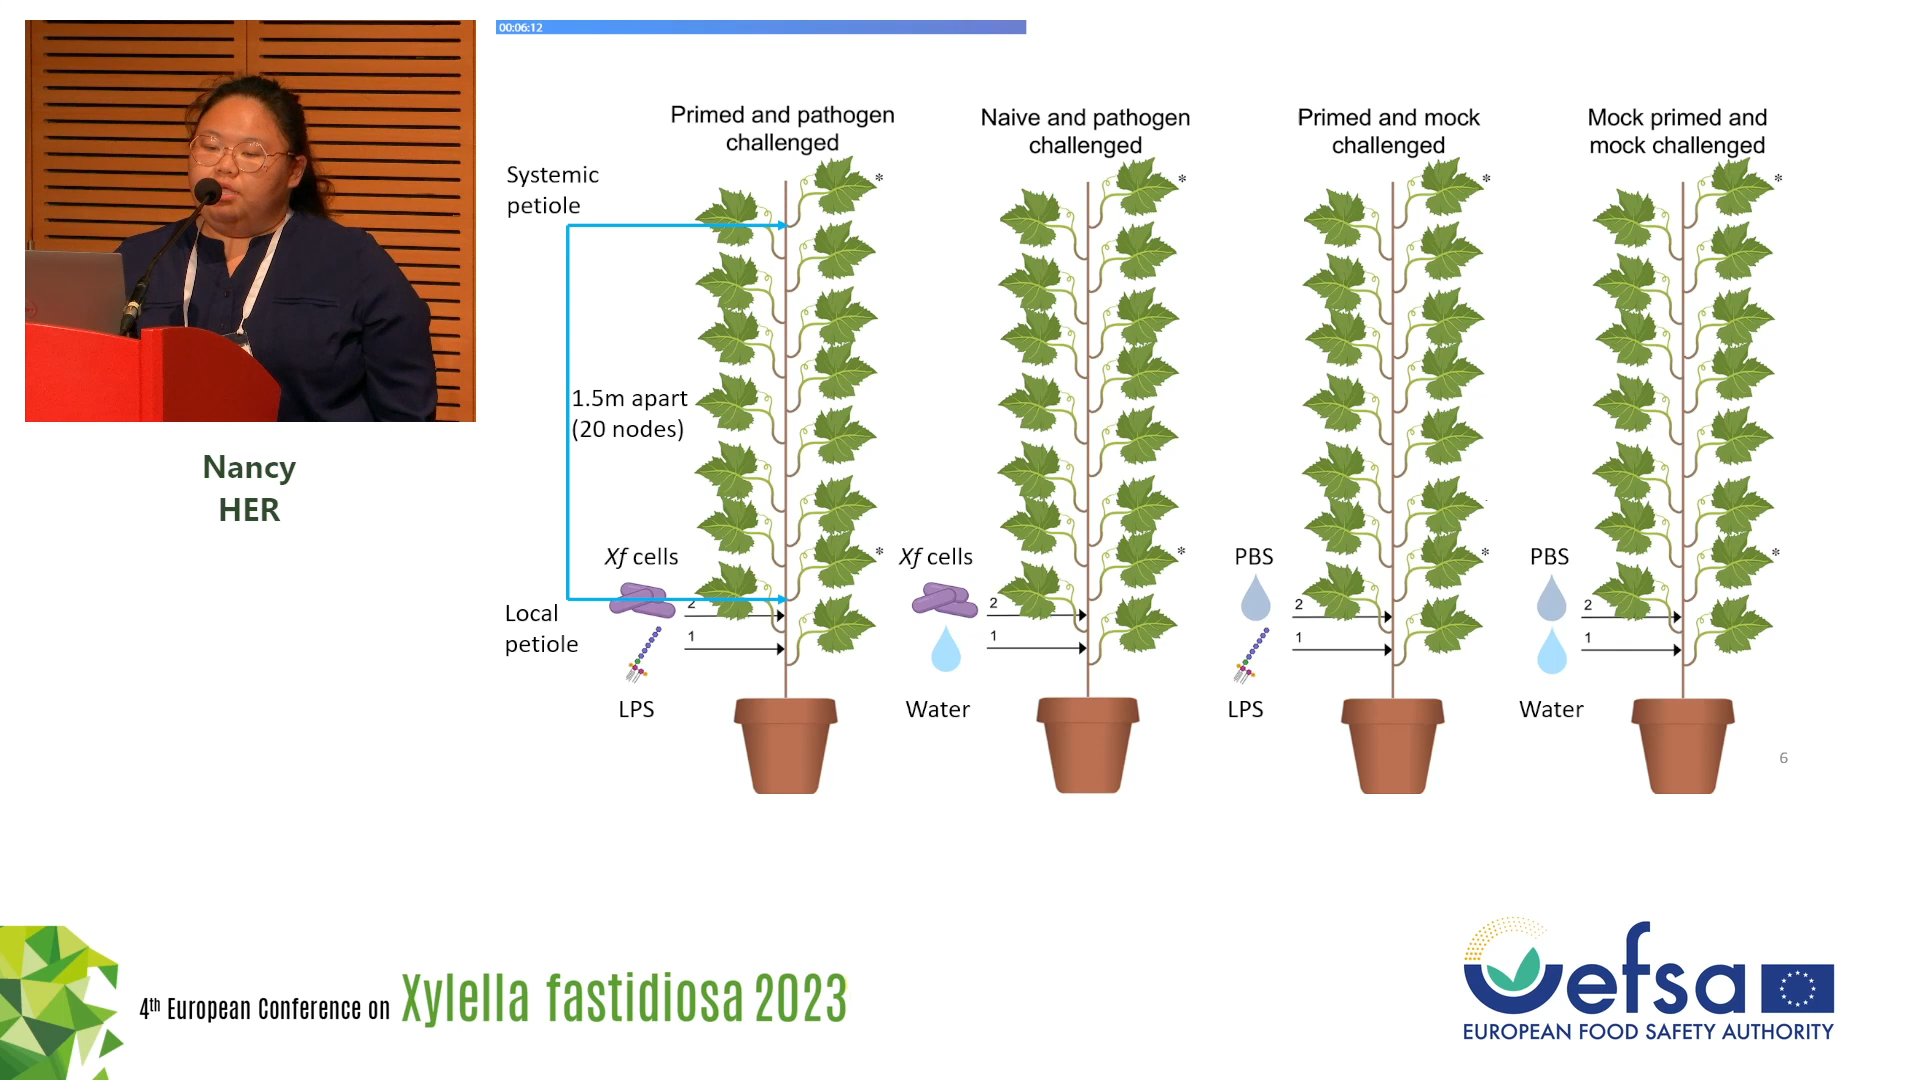 00:06:12
Primed and pathogen
challenged
Naive and pathogen
challenged
Primed and mock
challenged
Mock primed and
mock challenged
Systemic
petiole
*
*
*
*
1.5m apart
(20 nodes)
Nancy
HER
Xf cells
*
Xf cells
*
PBS
*
PBS
*
Local
petiole
2
1
2
1
2
1
2
1
LPS
Water
LPS
Water
6
4th European Conference on Xylella fastidiosa 2023
efsa
EUROPEAN FOOD SAFETY AUTHORITY